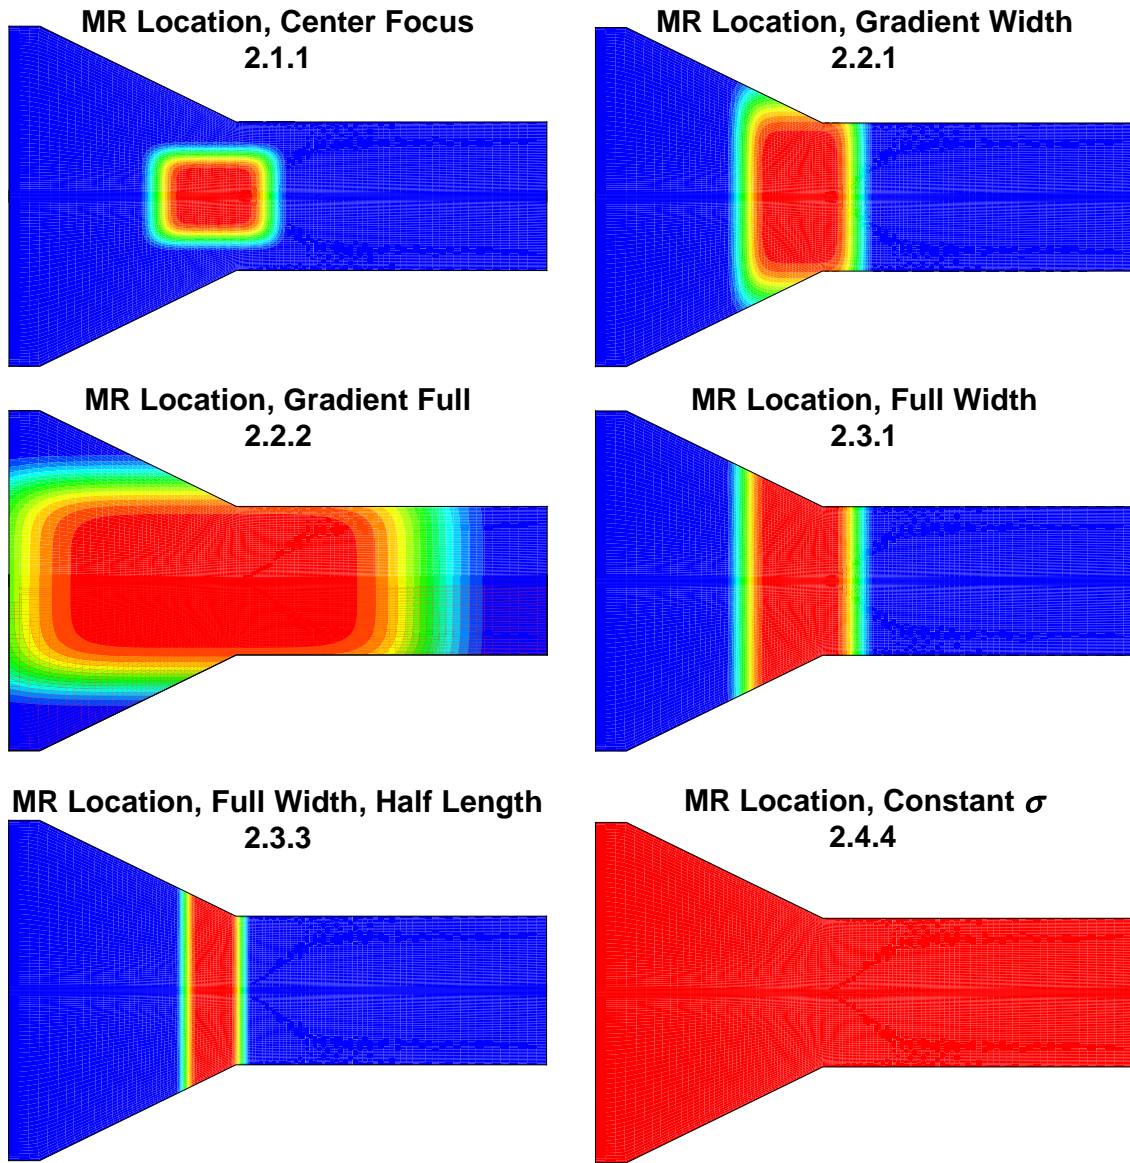 MR Location, Center Focus
2.1.1
MR Location, Gradient Width
2.2.1
MR Location, Gradient Full
2.2.2
MR Location, Full Width
2.3.1
MR Location, Full Width, Half Length
2.3.3
MR Location, Constant σ
2.4.4